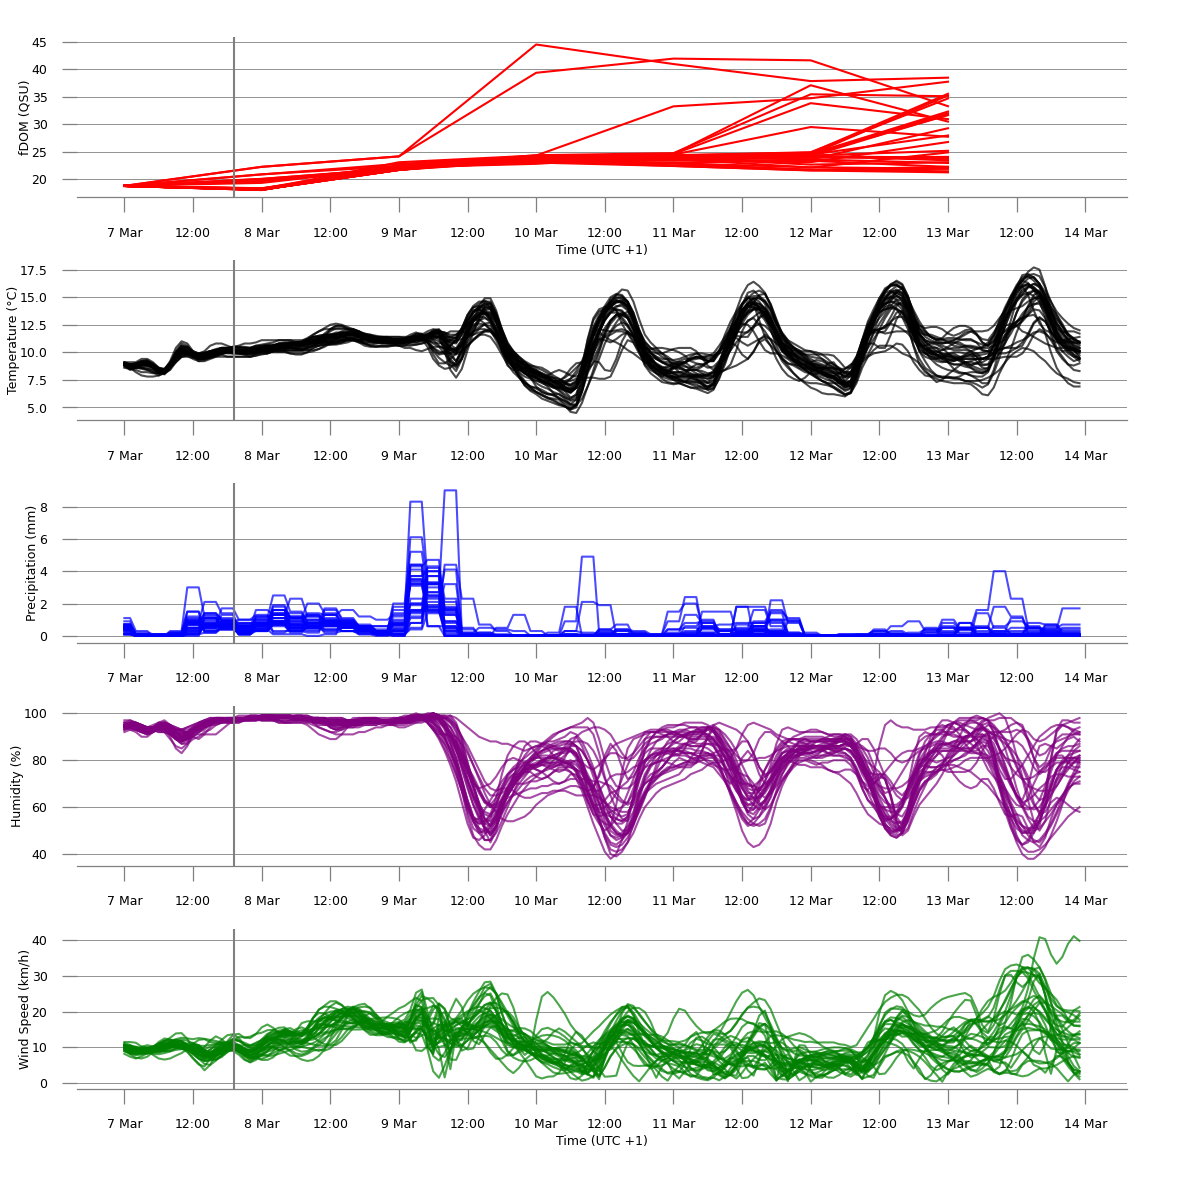 fDOM (QSU)
45
40
35
30
25
20
7 Mar 12:00 8 Mar 12:00 9 Mar 12:00 10 Mar 12:00 11 Mar 12:00 12 Mar 12:00 13 Mar 12:00 14 Mar
Time (UTC +1)
Temperature (°C)
17.5
15.0
12.5
10.0
7.5
5.0
7 Mar 12:00 8 Mar 12:00 9 Mar 12:00 10 Mar 12:00 11 Mar 12:00 12 Mar 12:00 13 Mar 12:00 14 Mar
Precipitation (mm)
8
6
4
2
0
7 Mar 12:00 8 Mar 12:00 9 Mar 12:00 10 Mar 12:00 11 Mar 12:00 12 Mar 12:00 13 Mar 12:00 14 Mar
Humidity (%)
100
80
60
40
7 Mar 12:00 8 Mar 12:00 9 Mar 12:00 10 Mar 12:00 11 Mar 12:00 12 Mar 12:00 13 Mar 12:00 14 Mar
Wind Speed (km/h)
40
30
20
10
0
7 Mar 12:00 8 Mar 12:00 9 Mar 12:00 10 Mar 12:00 11 Mar 12:00 12 Mar 12:00 13 Mar 12:00 14 Mar
Time (UTC +1)